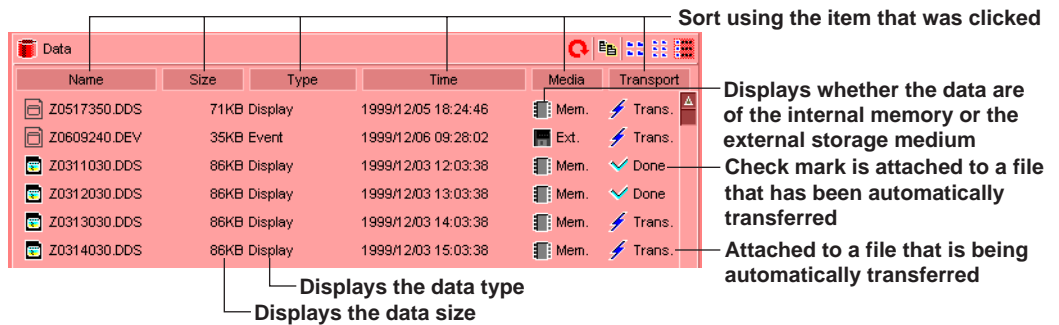 Sort using the item that was clicked
Data
Name Size Type Time Media Transport
Z0517350.DDS 71KB Display 1999/12/05 18:24:46 Mem. Trans.
Z0609240.DEV 35KB Event 1999/12/06 09:28:02 Ext. Trans.
Z0311030.DDS 86KB Display 1999/12/03 12:03:38 Mem. Done
Z0312030.DDS 86KB Display 1999/12/03 13:03:38 Mem. Done
Z0313030.DDS 86KB Display 1999/12/03 14:03:38 Mem. Trans.
Z0314030.DDS 86KB Display 1999/12/03 15:03:38 Mem. Trans.
Displays whether the data are
of the internal memory or the
external storage medium
Check mark is attached to a file
that has been automatically
transferred
Attached to a file that is being
automatically transferred
Displays the data type
Displays the data size